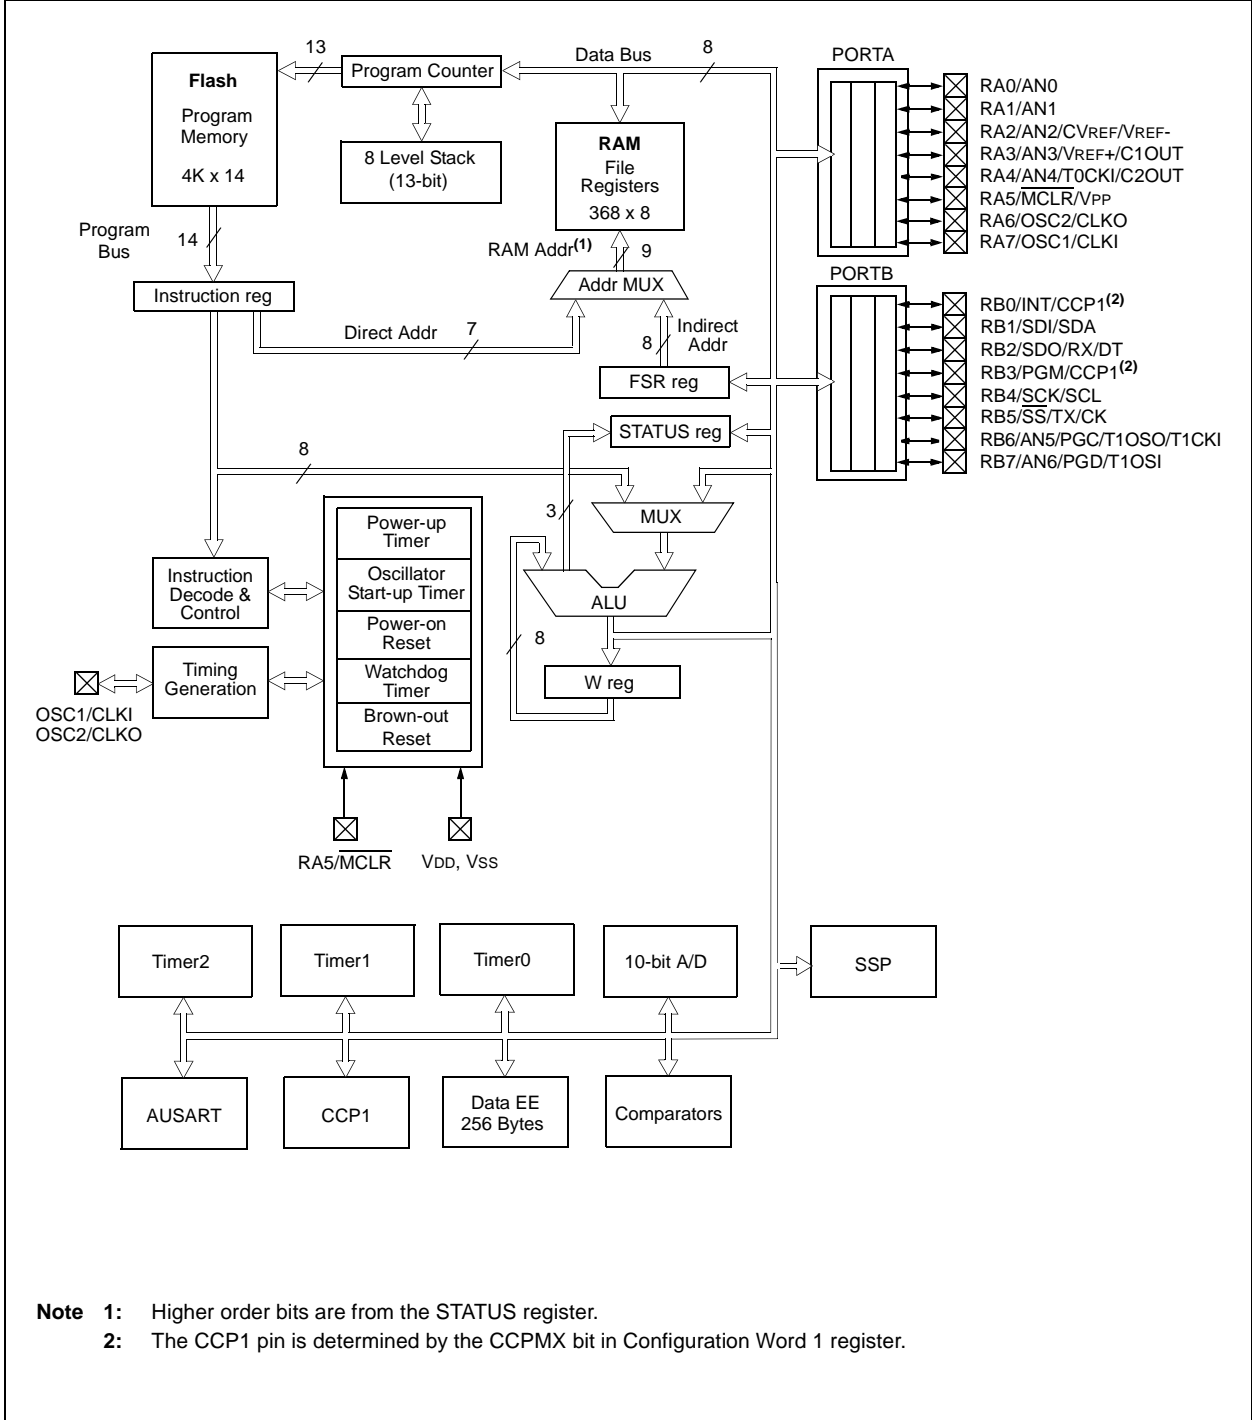 13
Data Bus
8
PORTA
Flash
Program
Memory
4K x 14
Program Counter
8 Level Stack
(13-bit)
RAM
File
Registers
368 x 8
RA0/AN0
RA1/AN1
RA2/AN2/CVREF/VREF-
RA3/AN3/VREF+/C1OUT
RA4/AN4/T0CKI/C2OUT
RA5/MCLR/VPP
RA6/OSC2/CLKO
RA7/OSC1/CLKI
Program
Bus
14
RAM Addr(1)
9
PORTB
Instruction reg
Addr MUX
Direct Addr
7
Indirect
Addr
8
FSR reg
RB0/INT/CCP1(2)
RB1/SDI/SDA
RB2/SDO/RX/DT
RB3/PGM/CCP1(2)
RB4/SCK/SCL
RB5/SS/TX/CK
RB6/AN5/PGC/T1OSO/T1CKI
RB7/AN6/PGD/T1OSI
STATUS reg
8
3
MUX
Power-up
Timer
Oscillator
Start-up Timer
Power-on
Reset
Watchdog
Timer
Brown-out
Reset
Instruction
Decode &
Control
ALU
8
W reg
Timing
Generation
OSC1/CLKI
OSC2/CLKO
RA5/MCLR
VDD, VSS
Timer2
Timer1
Timer0
10-bit A/D
SSP
AUSART
CCP1
Data EE
256 Bytes
Comparators
Note 1: Higher order bits are from the STATUS register.
2: The CCP1 pin is determined by the CCPMX bit in Configuration Word 1 register.